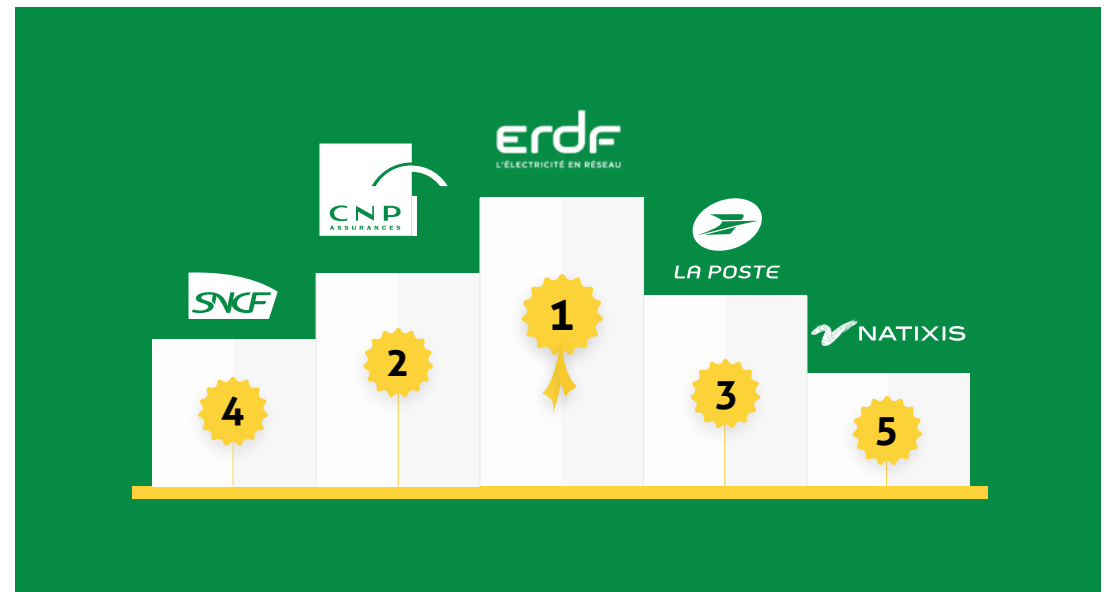 erdf
L'ÉLECTRICITÉ EN RÉSEAU
CNP
ASSURANCES
LA POSTE
SNCF
NATIXIS
1
2
3
4
5